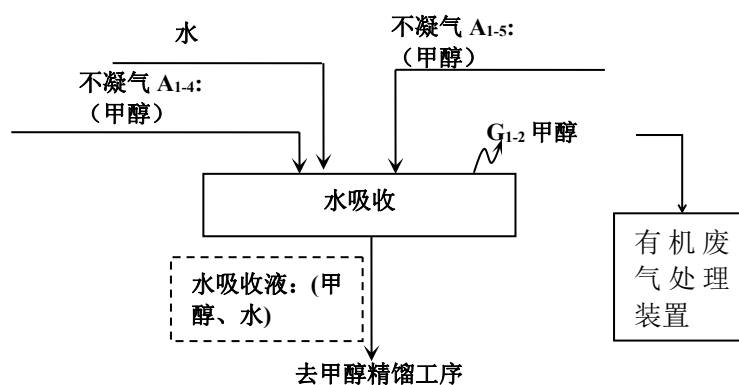 水
不凝气 A1-5:
（甲醇）
不凝气 A1-4:
（甲醇）
G1-2 甲醇
水吸收
有机废
气处理
装置
水吸收液：(甲
醇、水)
去甲醇精馏工序